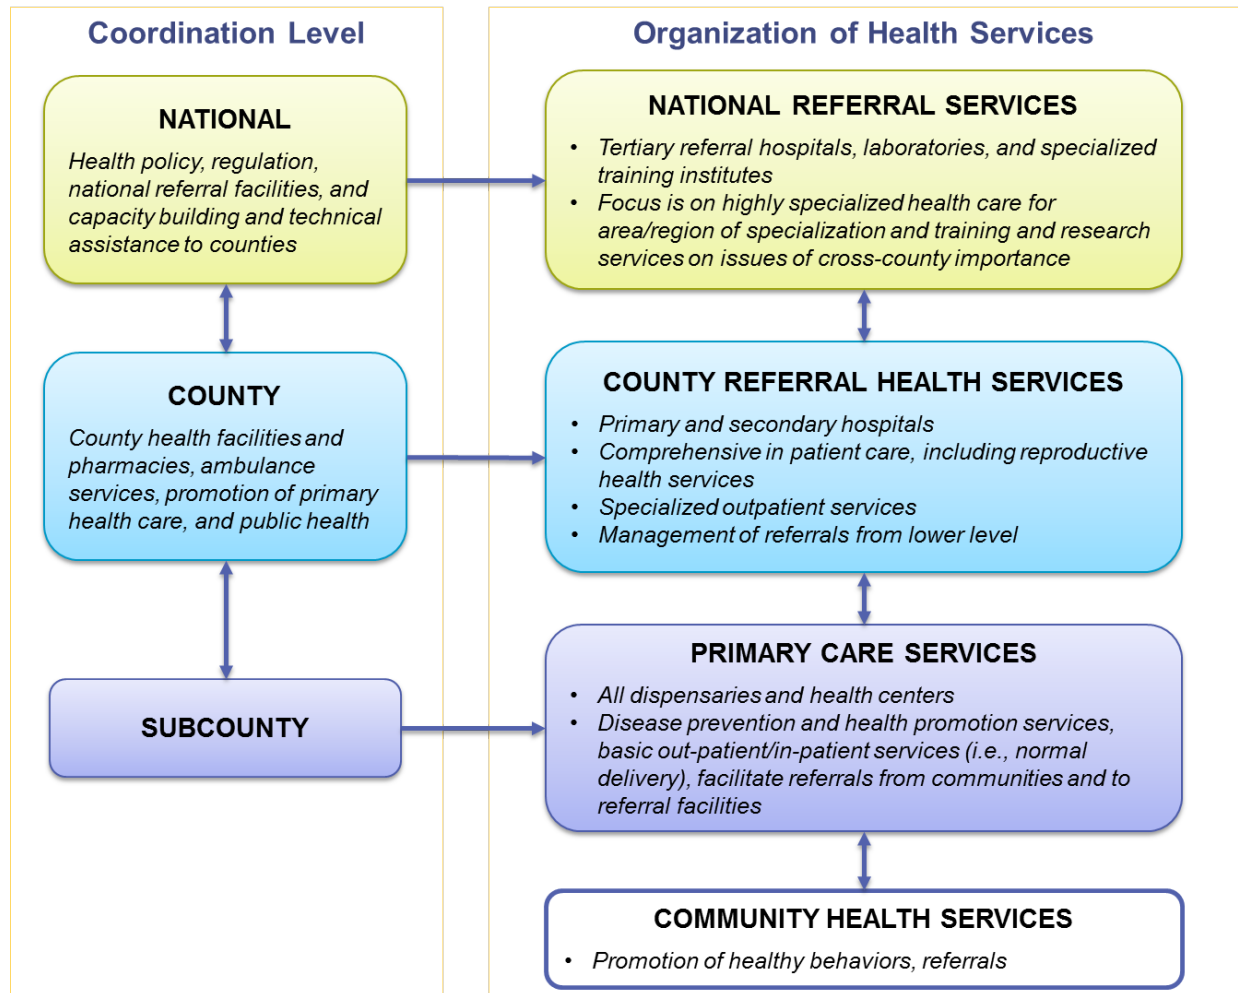 Coordination Level
NATIONAL
Health policy, regulation,
national referral facilities, and
capacity building and technical
assistance to counties
COUNTY
County health facilities and
pharmacies, ambulance
services, promotion of primary
health care, and public health
SUBCOUNTY
Organization of Health Services
NATIONAL REFERRAL SERVICES
• Tertiary referral hospitals, laboratories, and specialized
training institutes
• Focus is on highly specialized health care for
area/region of specialization and training and research
services on issues of cross-county importance
COUNTY REFERRAL HEALTH SERVICES
• Primary and secondary hospitals
• Comprehensive in patient care, including reproductive
health services
• Specialized outpatient services
• Management of referrals from lower level
PRIMARY CARE SERVICES
• All dispensaries and health centers
• Disease prevention and health promotion services,
basic out-patient/in-patient services (i.e., normal
delivery), facilitate referrals from communities and to
referral facilities
COMMUNITY HEALTH SERVICES
• Promotion of healthy behaviors, referrals